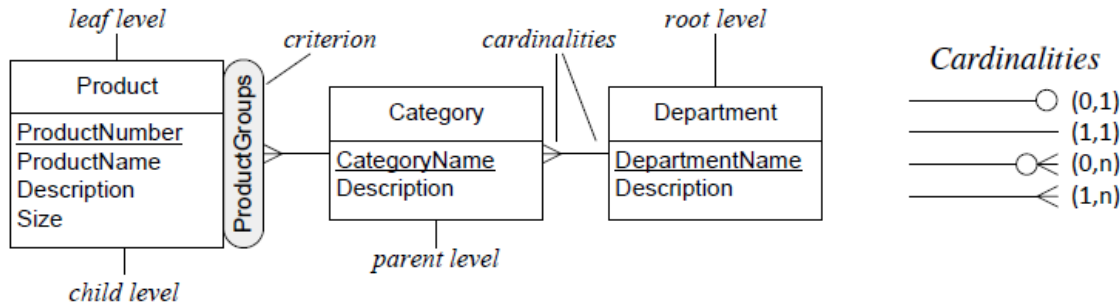 leaf level
criterion
cardinalities
root level
Product
ProductNumber
ProductName
Description
Size
ProductGroups
Category
CategoryName
Description
Department
DepartmentName
Description
child level
parent level
Cardinalities
(0,1)
(1,1)
(0,n)
(1,n)